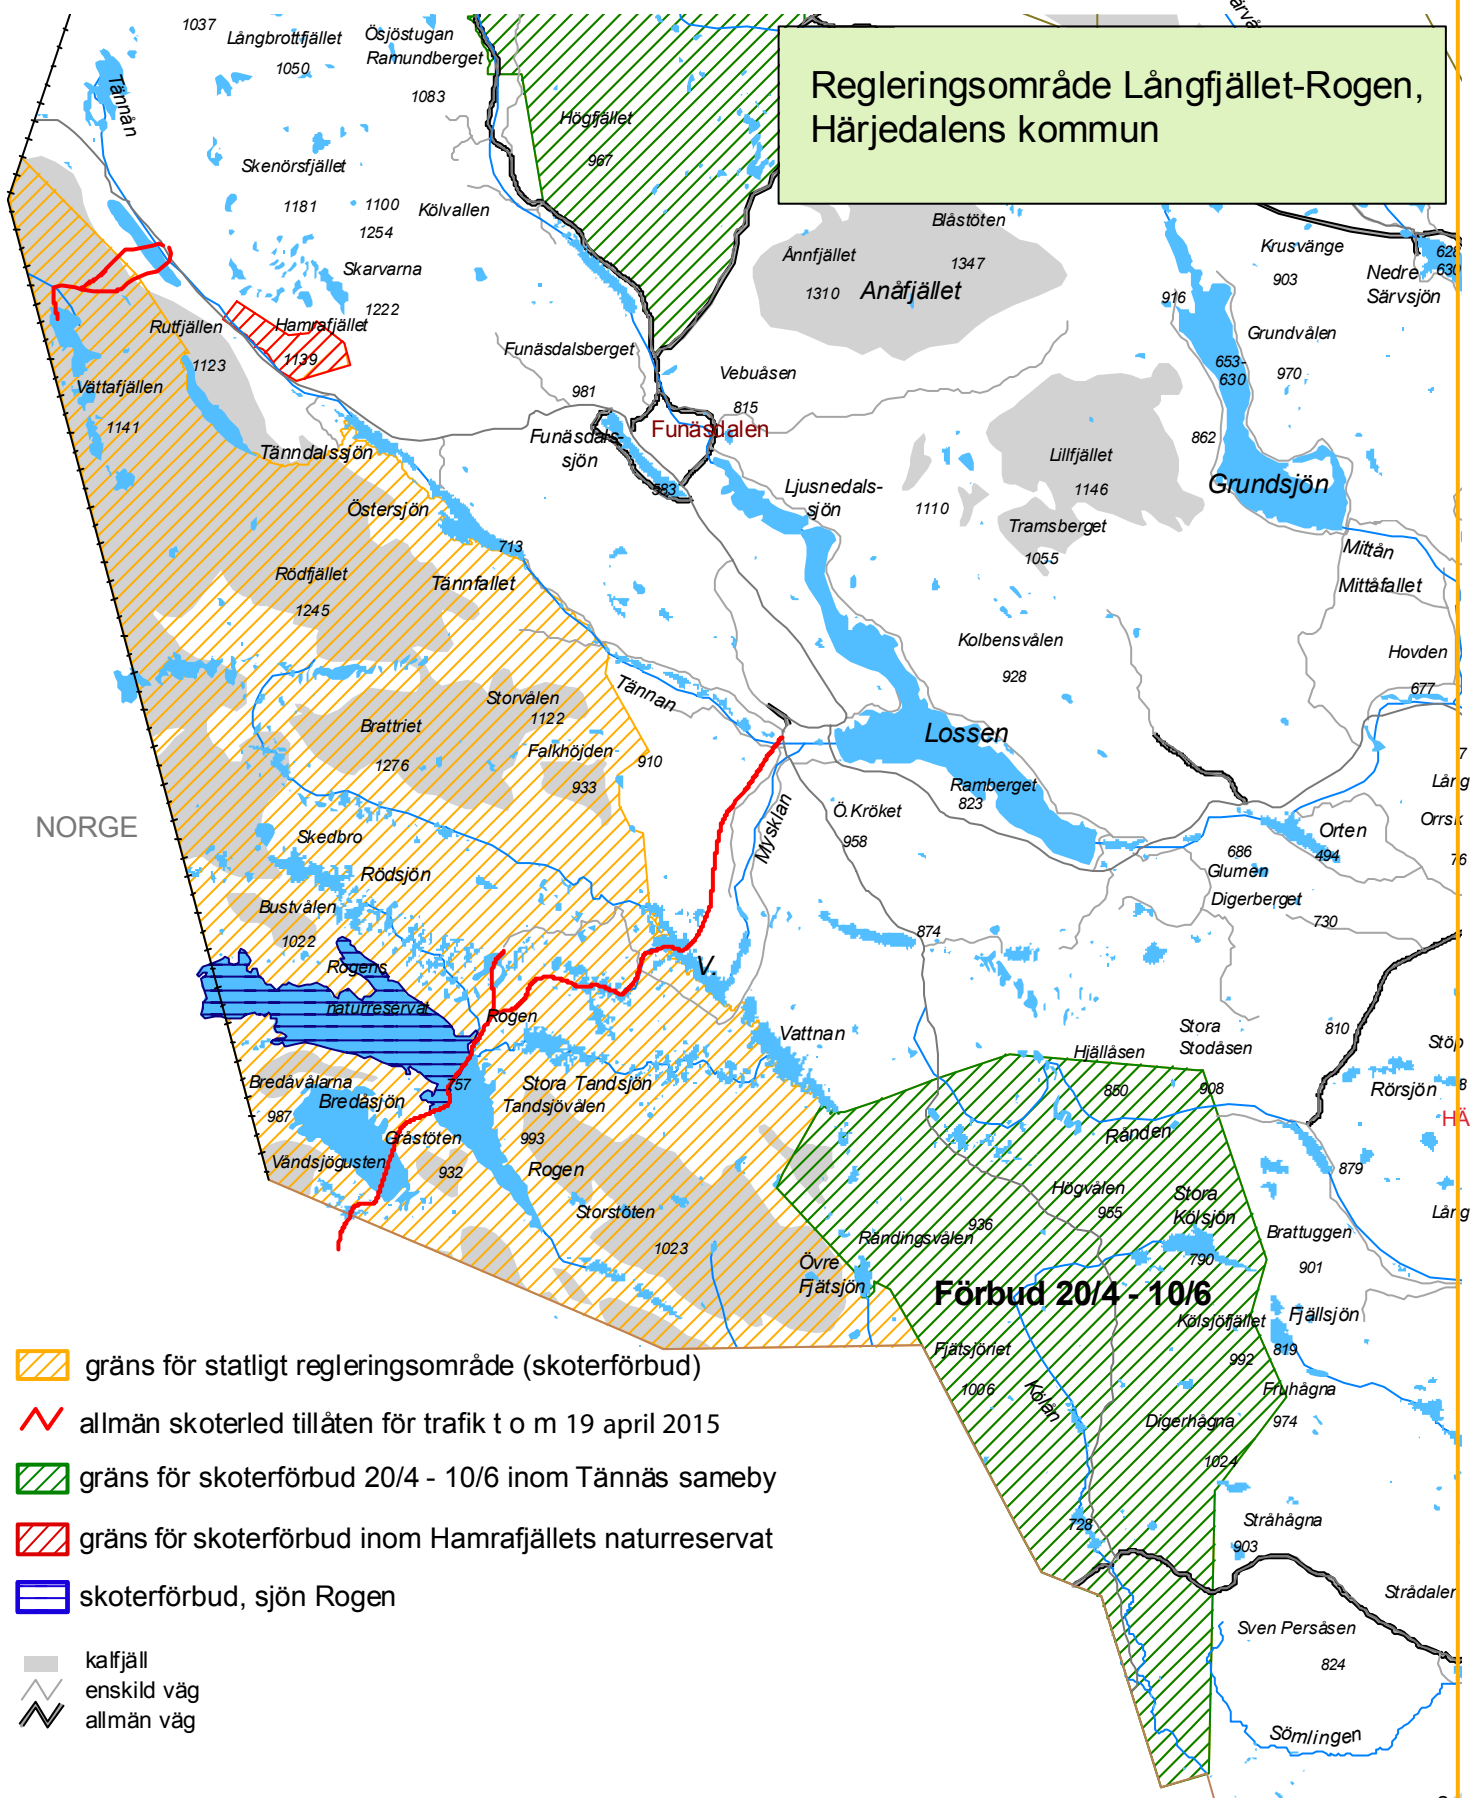 Regleringsområde Långfjället-Rogen,
Härjedalens kommun
1037
Långbrottfjället
1050
Ösjöstugan
Ramundberget
1083
Tännån
Högfjället
967
Skenörsfjället
1181
1100
1254
Kölvallen
Skarvarna
1222
Rutfjällen
1123
Hamrafjället
1139
Vättafjällen
1141
Blåstöten
Ånnfjället
1347
1310
Anåfjället
Krusvänge
903
Nedre
Särvsjön
628
630
916
Grundvålen
970
653-
630
Funäsdalsberget
981
Vebuåsen
815
Funäsdalen
Funäsdals-
sjön
583
Ljusnedals-
sjön
Lillfjället
1146
862
Grundsjön
1110
Tramsberget
1055
Tänndalssjön
Östersjön
713
Tännfallet
Rödfjället
1245
Mittån
Mittåfallet
Kolbensvålen
928
Hovden
677
Storvålen
1122
Tännan
Brattriet
1276
Falkhöjden
910
933
Lossen
Ramberget
823
Ö.Kröket
958
Mysklan
NORGE
Skedbro
Rödsjön
Bustvålen
1022
Orten
494
686
Glumen
Digerberget
730
874
V.
Vattnan
Rogens
naturreservat
Rogen
757
Stora Tandsjön
Tandsjövålen
993
Bredåvålarna
987
Bredåsjön
Gråstöten
932
Våndsjögusten
Rogen
Storstöten
1023
Övre
Fjätsjön
Stora
Stodåsen
908
Hjällåsen
850
810
Rörsjön
HÄ
Rånden
879
Högvålen
955
Stora
Kölsjön
790
936
Råndingsvålen
Brattuggen
901
Förbud 20/4 - 10/6
Fjätsjöriet
1006
Kölsjöfjället
992
Fjällsjön
819
Fruhågna
974
Kölån
Digerhågna
1024
728
Stråhågna
903
Strådalen
Sven Persåsen
824
Sömlingen
gräns för statligt regleringsområde (skoterförbud)
allmän skoterled tillåten för trafik t o m 19 april 2015
gräns för skoterförbud 20/4 - 10/6 inom Tännäs sameby
gräns för skoterförbud inom Hamrafjällets naturreservat
skoterförbud, sjön Rogen
kalfjäll
enskild väg
allmän väg